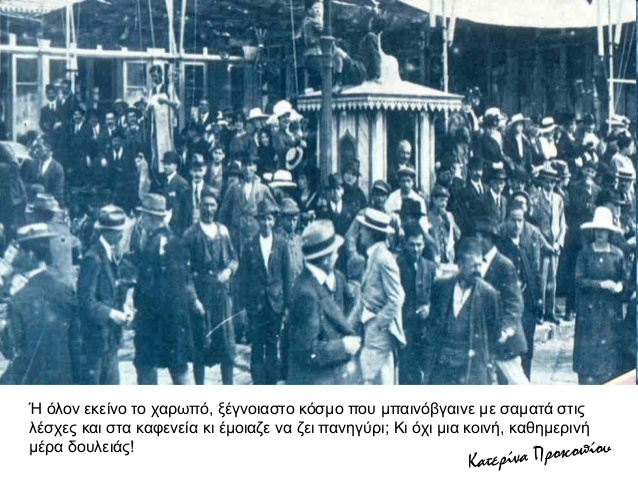 Ή όλον εκείνο το χαρωπό, ξέγνοιαστο κόσμο που μπαινόβγαινε με σαματά στις
λέσχες και στα καφενεία κι έμοιαζε να ζει πανηγύρι; Κι όχι μια κοινή, καθημερινή
μέρα δουλειάς!
Κατερίνα Προκοπίου